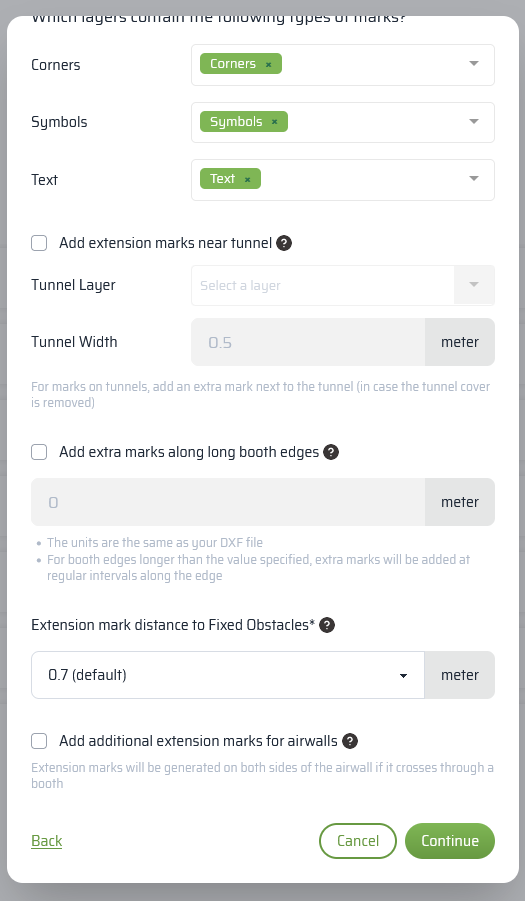 Which layers contain the following types of marks?
Corners
Corners ×
Symbols
Symbols ×
Text
Text ×
Add extension marks near tunnel ?
Tunnel Layer
Select a layer
Tunnel Width
0.5
meter
For marks on tunnels, add an extra mark next to the tunnel (in case the tunnel cover
is removed)
Add extra marks along long booth edges ?
0
meter
• The units are the same as your DXF file
• For booth edges longer than the value specified, extra marks will be added at
regular intervals along the edge
Extension mark distance to Fixed Obstacles* ?
0.7 (default)
meter
Add additional extension marks for airwalls ?
Extension marks will be generated on both sides of the airwall if it crosses through a
booth
Back
Cancel
Continue